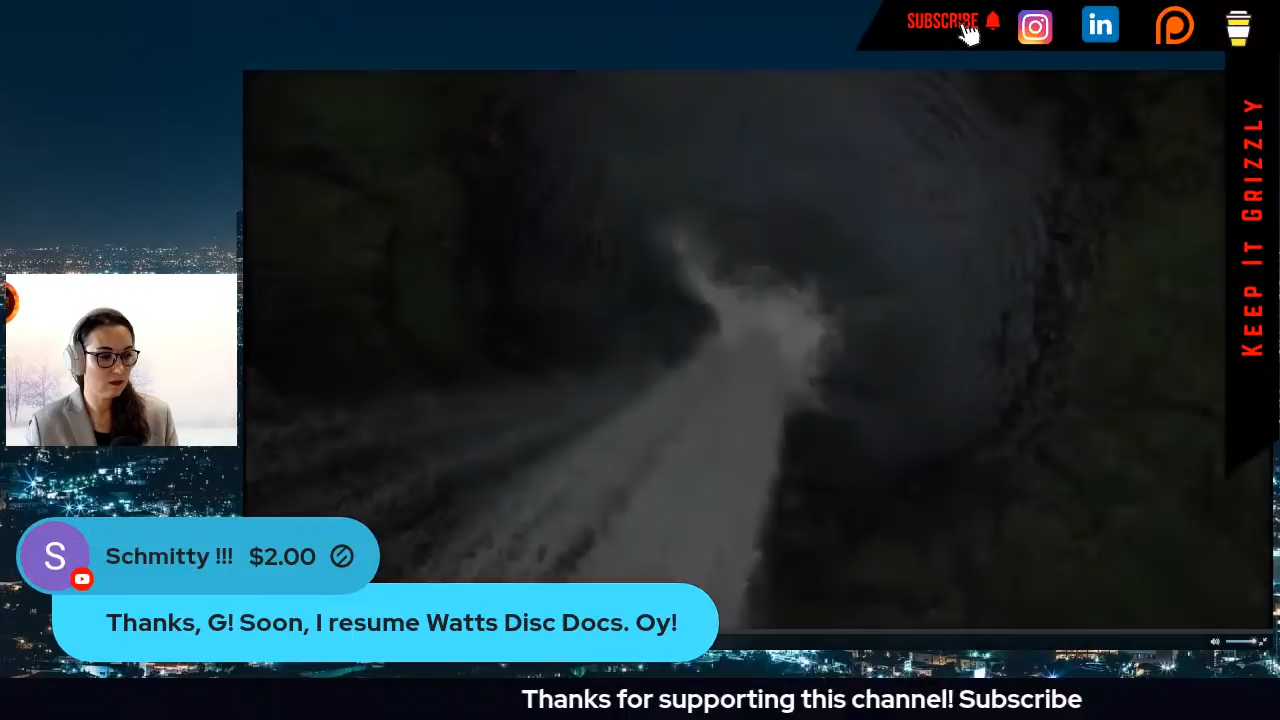 SUBSCRIBE
in
KEEP IT GRIZZLY
S
Schmitty !!! $2.00
Thanks, G! Soon, I resume Watts Disc Docs. Oy!
Thanks for supporting this channel! Subscribe